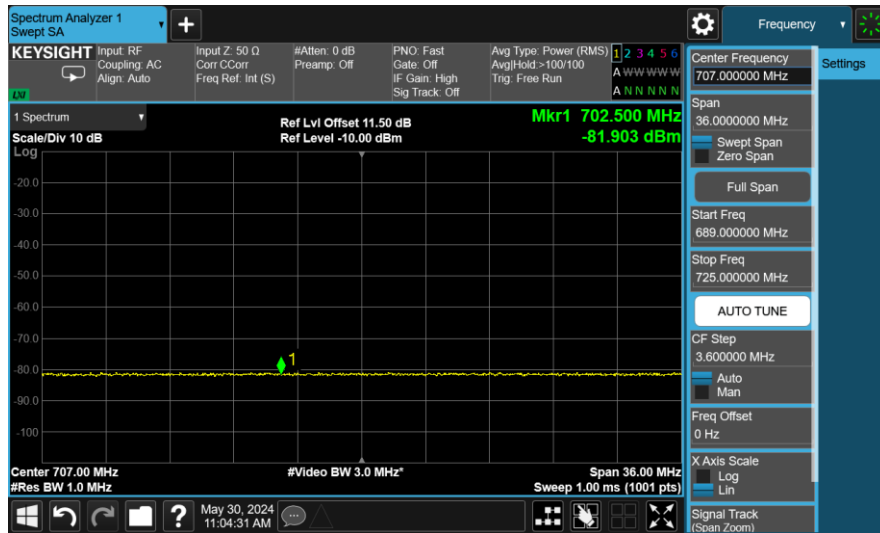 Spectrum Analyzer 1
Swept SA
+
Frequency
KEYSIGHT
Input: RF
Coupling: AC
Align: Auto
Input Z: 50 Ω
Corr CCorr
Freq Ref: Int (S)
#Atten: 0 dB
Preamp: Off
PNO: Fast
Gate: Off
IF Gain: High
Sig Track: Off
Avg Type: Power (RMS)
Avg|Hold:>100/100
Trig: Free Run
1 2 3 4 5 6
A W W W W W
A N N N N N
LXI
1 Spectrum
Scale/Div 10 dB
Ref Lvl Offset 11.50 dB
Ref Level -10.00 dBm
Mkr1 702.500 MHz
-81.903 dBm
Log
-20.0
-30.0
-40.0
-50.0
-60.0
-70.0
-80.0
-90.0
-100
1
Center 707.00 MHz
#Res BW 1.0 MHz
#Video BW 3.0 MHz*
Span 36.00 MHz
Sweep 1.00 ms (1001 pts)
?
May 30, 2024
11:04:31 AM
Center Frequency
707.000000 MHz
Settings
Span
36.0000000 MHz
Swept Span
Zero Span
Full Span
Start Freq
689.000000 MHz
Stop Freq
725.000000 MHz
AUTO TUNE
CF Step
3.600000 MHz
Auto
Man
Freq Offset
0 Hz
X Axis Scale
Log
Lin
Signal Track
(Span Zoom)